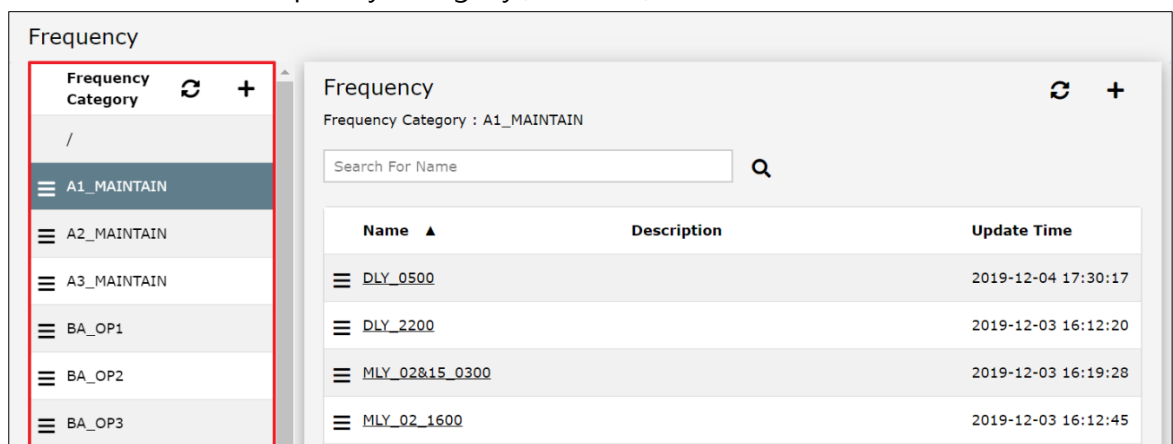 Frequency
Frequency
Category
/
A1_MAINTAIN
A2_MAINTAIN
A3_MAINTAIN
BA_OP1
BA_OP2
BA_OP3
Frequency
Frequency Category : A1_MAINTAIN
Search For Name
Name ▲ Description Update Time
DLY_0500 2019-12-04 17:30:17
DLY_2200 2019-12-03 16:12:20
MLY_02&15_0300 2019-12-03 16:19:28
MLY_02_1600 2019-12-03 16:12:45